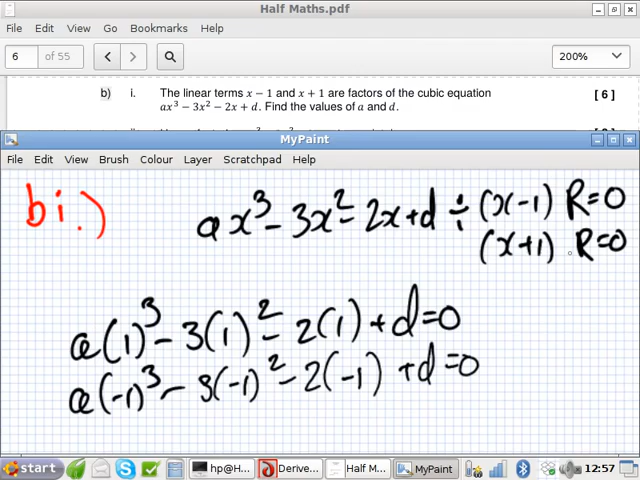 Half Maths.pdf
File Edit View Go Bookmarks Help
6 of 55 200%
b) i. The linear terms x − 1 and x + 1 are factors of the cubic equation [ 6 ]
ax³ − 3x² − 2x + d. Find the values of a and d.
MyPaint
File Edit View Brush Colour Layer Scratchpad Help
bi.) ax³ − 3x² − 2x + d ÷ (x−1) R=0
(x+1) R=0
a(1)³ − 3(1)² − 2(1) + d = 0
a(−1)³ − 3(−1)² − 2(−1) + d = 0
start hp@H... Derive... Half M... MyPaint 12:57